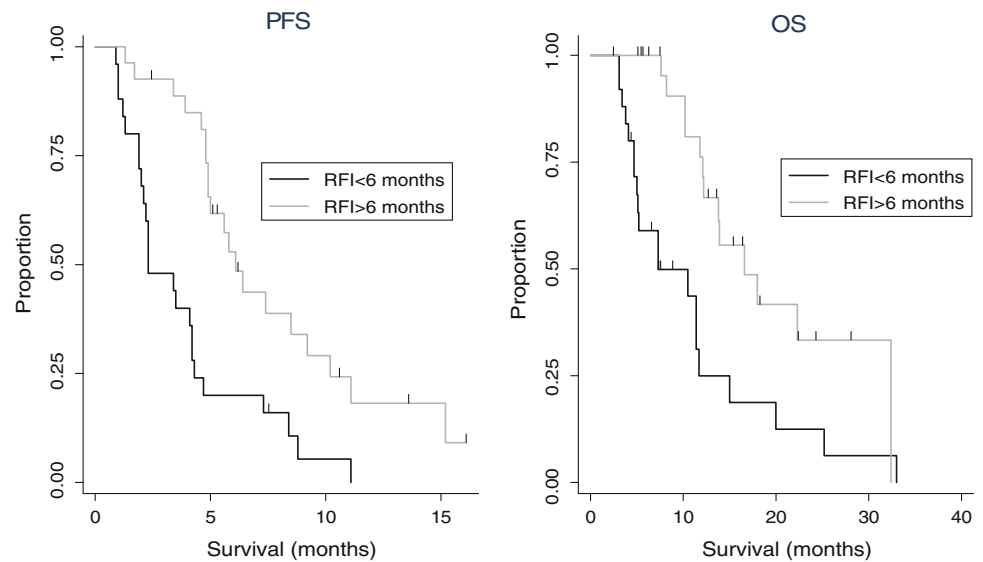 PFS
Proportion
1.00
0.75
0.50
0.25
0.00
RFI<6 months
RFI>6 months
0 5 10 15
Survival (months)
OS
Proportion
1.00
0.75
0.50
0.25
0.00
RFI<6 months
RFI>6 months
0 10 20 30 40
Survival (months)